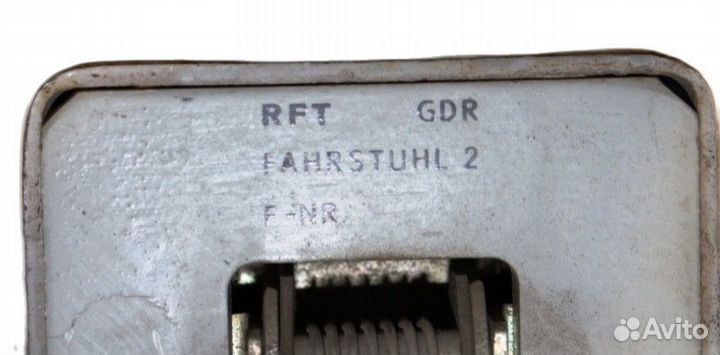 RFT GDR
FAHRSTUHL 2
F-NR
Avito